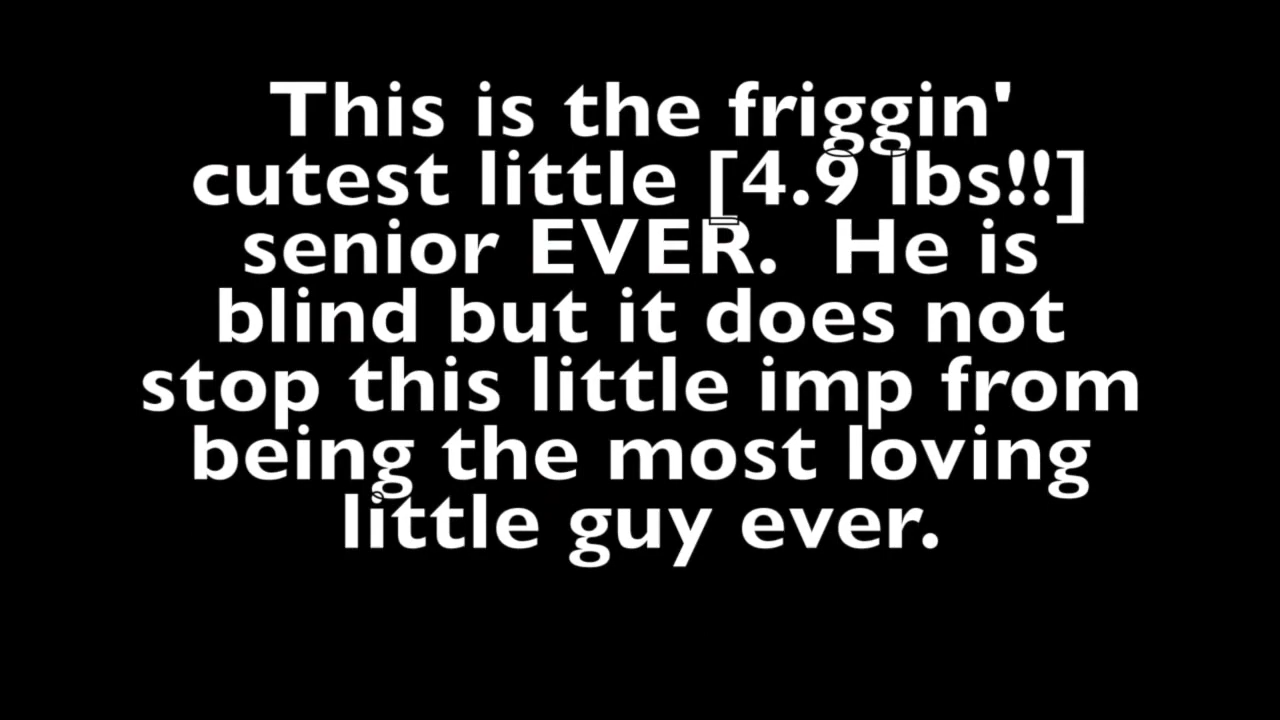 This is the friggin'
cutest little [4.9 lbs!!]
senior EVER.  He is
blind but it does not
stop this little imp from
being the most loving
little guy ever.